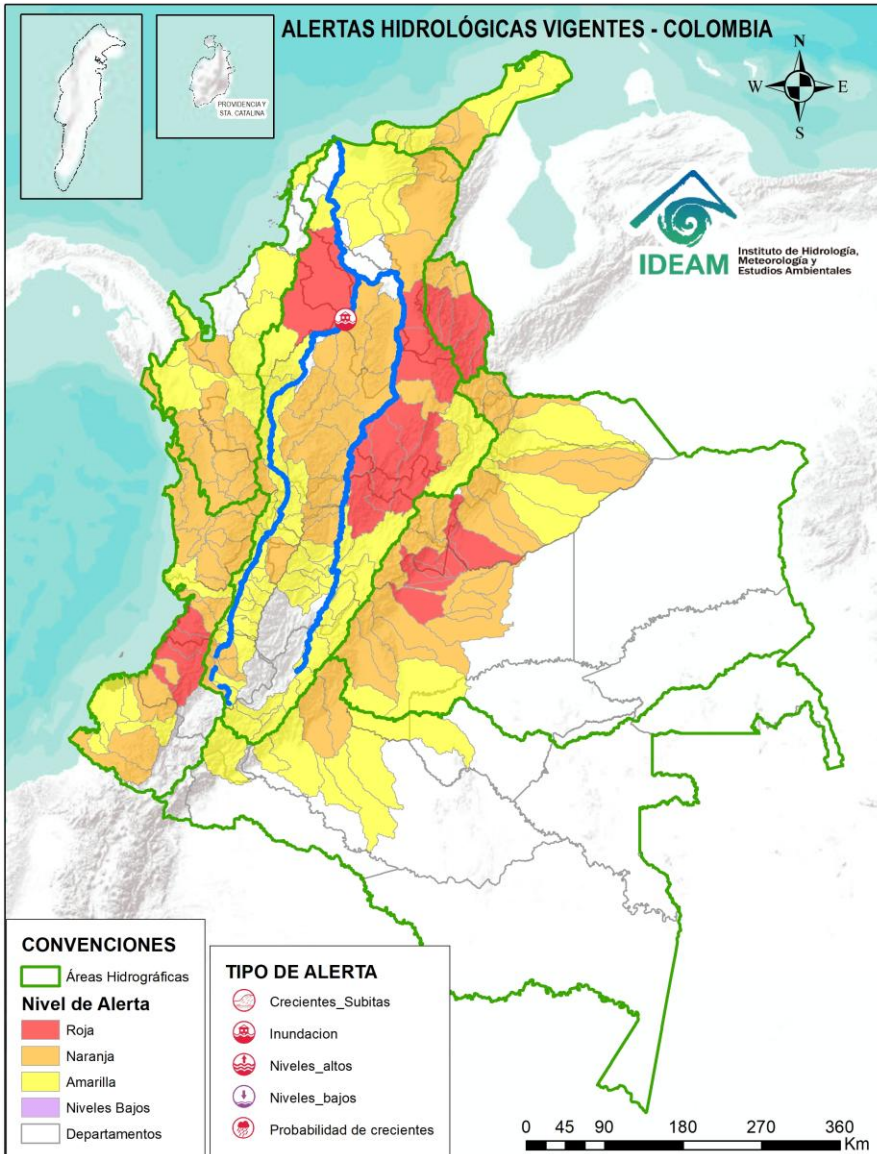 ALERTAS HIDROLÓGICAS VIGENTES - COLOMBIA
PROVIDENCIA Y
STA. CATALINA
N
W
E
S
IDEAM
Instituto de Hidrología,
Meteorología y
Estudios Ambientales
CONVENCIONES
Áreas Hidrográficas
Nivel de Alerta
Roja
Naranja
Amarilla
Niveles Bajos
Departamentos
TIPO DE ALERTA
Crecientes_Subitas
Inundacion
Niveles_altos
Niveles_bajos
Probabilidad de crecientes
0 45 90 180 270 360
Km